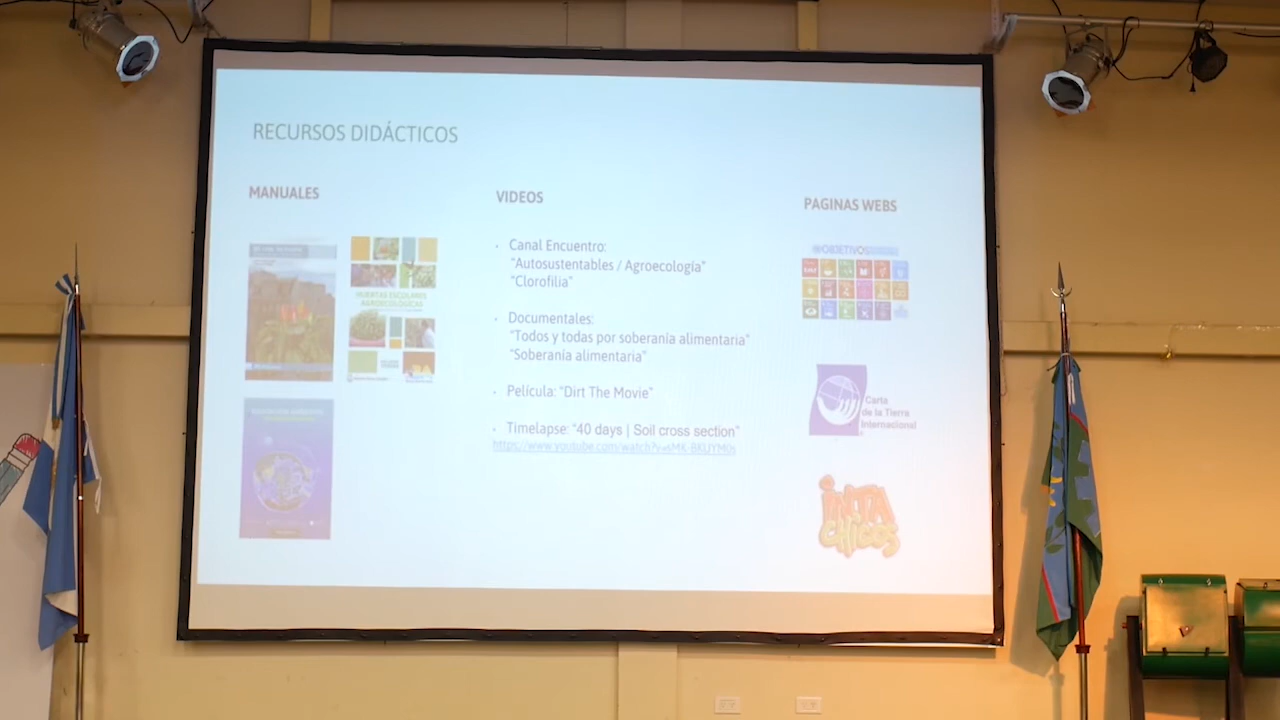 RECURSOS DIDÁCTICOS
MANUALES
HUERTAS ESCOLARES
AGROECOLÓGICAS
VIDEOS
• Canal Encuentro:
"Autosustentables / Agroecología"
"Clorofilia"
• Documentales:
"Todos y todas por soberanía alimentaria"
"Soberanía alimentaria"
• Película: "Dirt The Movie"
• Timelapse: "40 days | Soil cross section"
PAGINAS WEBS
Carta
de la Tierra
Internacional
INTA
CHICOS